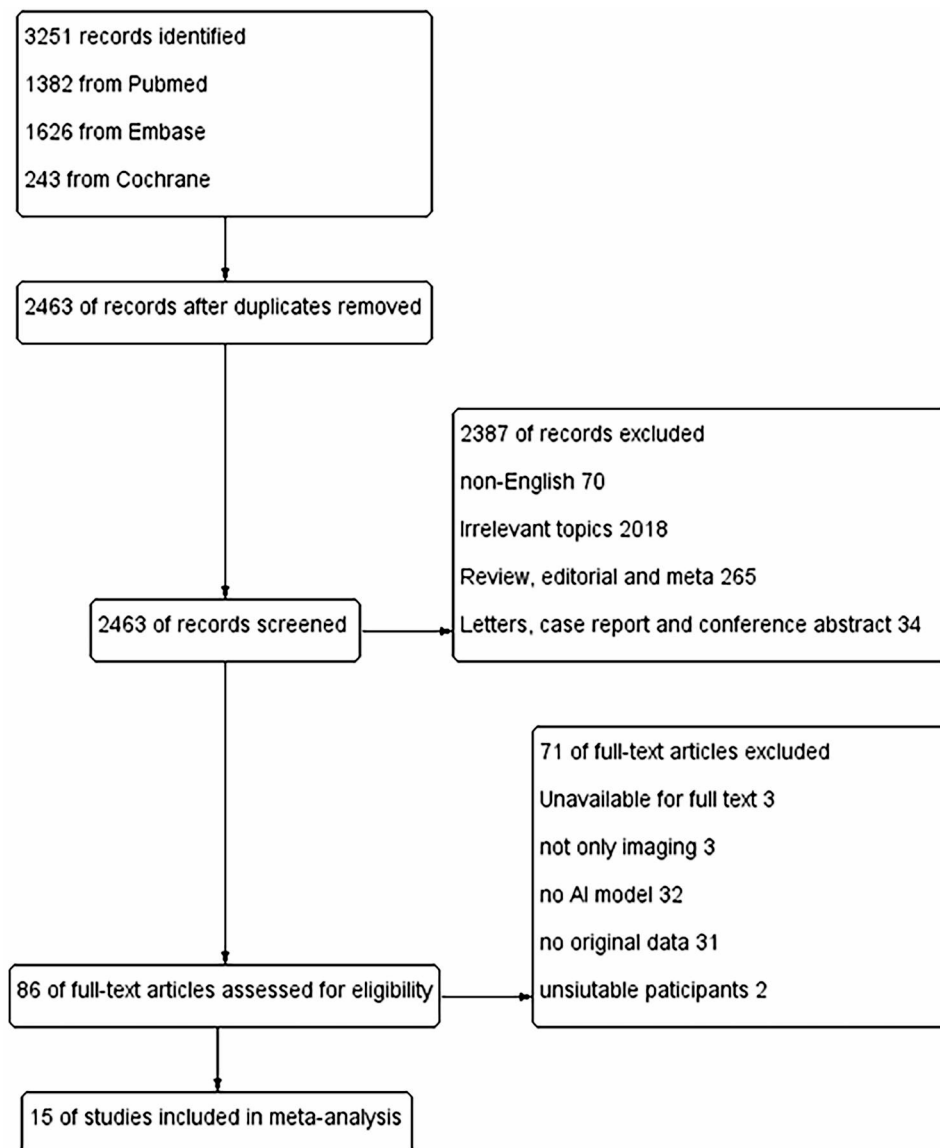 3251 records identified
1382 from Pubmed
1626 from Embase
243 from Cochrane
2463 of records after duplicates removed
2387 of records excluded
non-English 70
Irrelevant topics 2018
Review, editorial and meta 265
Letters, case report and conference abstract 34
2463 of records screened
71 of full-text articles excluded
Unavailable for full text 3
not only imaging 3
no AI model 32
no original data 31
unsiutable paticipants 2
86 of full-text articles assessed for eligibility
15 of studies included in meta-analysis